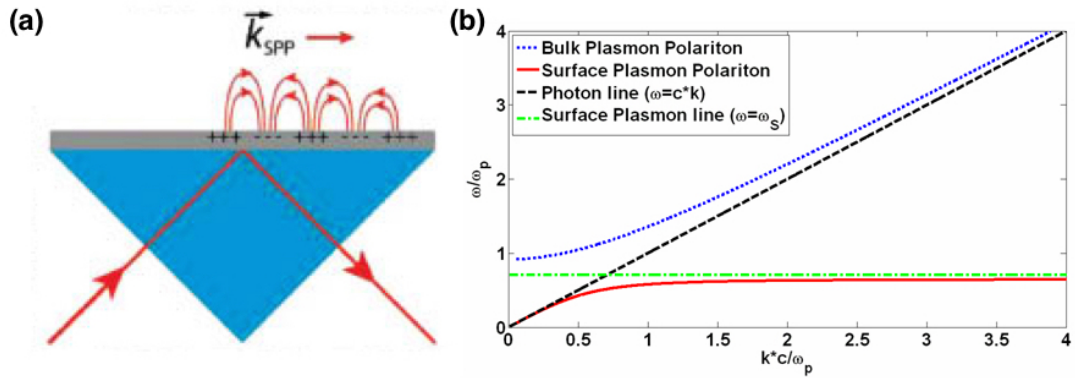 (a)
k SPP
+++ --- +++ --- +++
(b)
4
3
2
1
0
ω/ωp
Bulk Plasmon Polariton
Surface Plasmon Polariton
Photon line (ω=c*k)
Surface Plasmon line (ω=ωS)
0 0.5 1 1.5 2 2.5 3 3.5 4
k*c/ωp